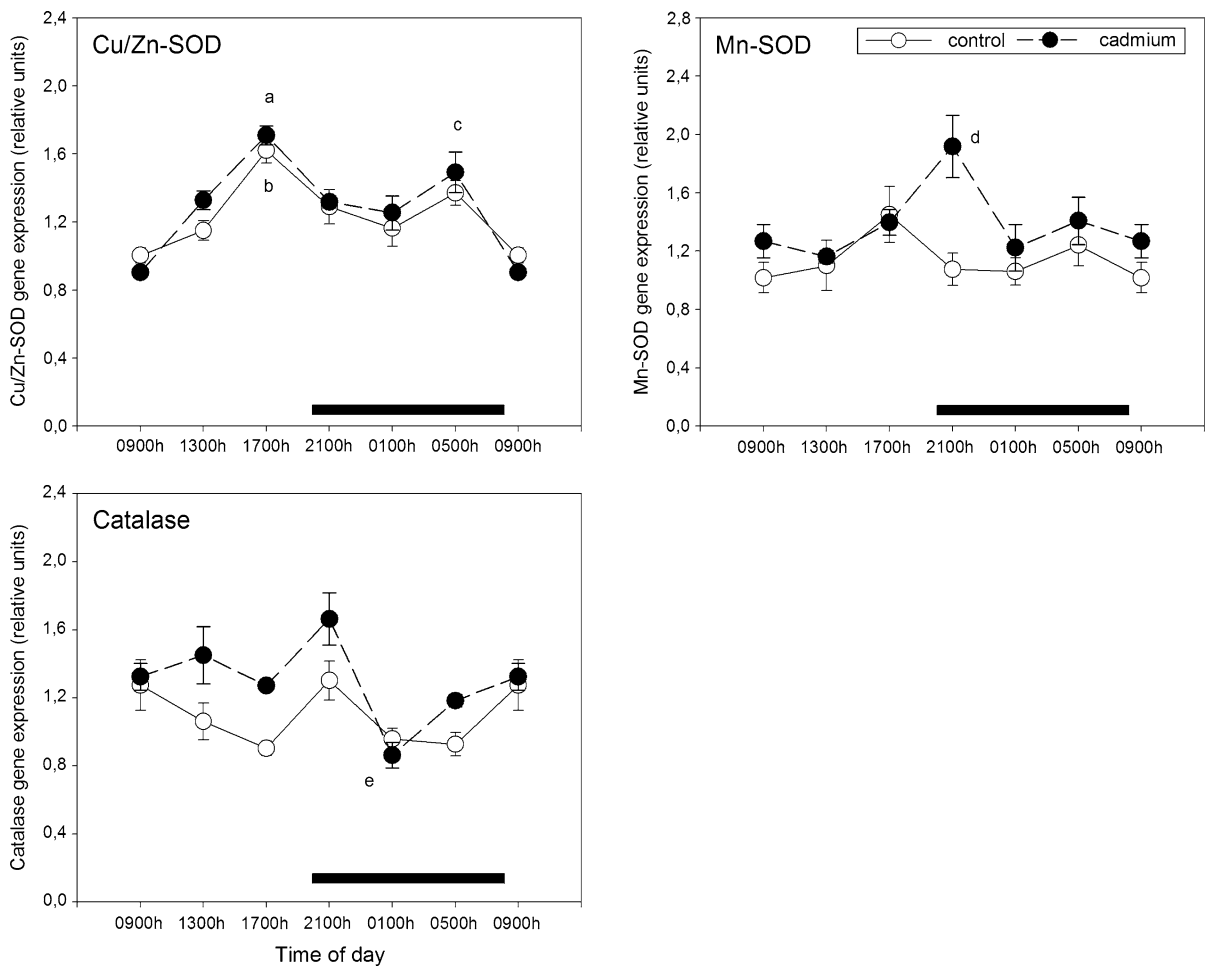 Cu/Zn-SOD
Cu/Zn-SOD gene expression (relative units)
2,4
2,0
1,6
1,2
0,8
0,4
0,0
a
b
c
0900h 1300h 1700h 2100h 0100h 0500h 0900h
Mn-SOD
control cadmium
Mn-SOD gene expression (relative units)
2,8
2,4
2,0
1,6
1,2
0,8
0,4
0,0
d
0900h 1300h 1700h 2100h 0100h 0500h 0900h
Catalase
Catalase gene expression (relative units)
2,4
2,0
1,6
1,2
0,8
0,4
0,0
e
0900h 1300h 1700h 2100h 0100h 0500h 0900h
Time of day